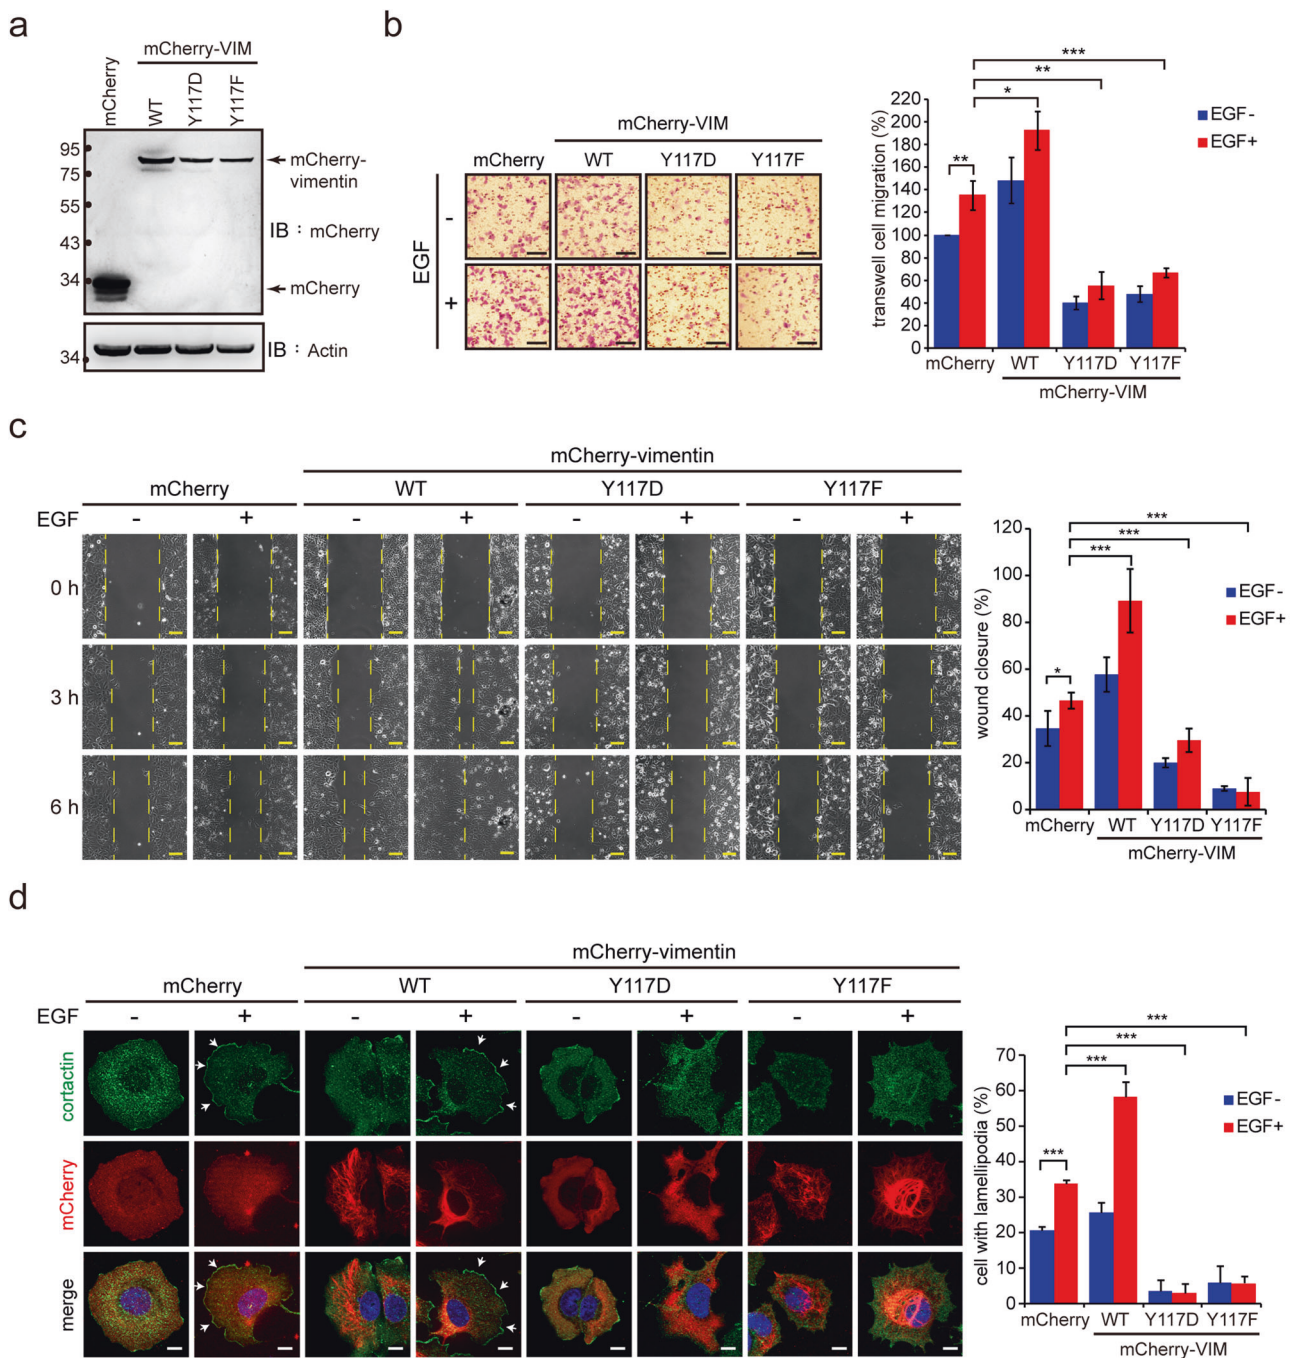 a
mCherry-VIM
mCherry
WT
Y117D
Y117F
95
75
55
43
34
34
mCherry-
vimentin
IB : mCherry
mCherry
IB : Actin
b
mCherry-VIM
mCherry WT Y117D Y117F
EGF
-
+
transwell cell migration (%)
220
200
180
160
140
120
100
80
60
40
20
0
***
**
*
**
EGF-
EGF+
mCherry WT Y117D Y117F
mCherry-VIM
c
mCherry-vimentin
mCherry WT Y117D Y117F
EGF - + - + - + - +
0 h
3 h
6 h
wound closure (%)
120
100
80
60
40
20
0
***
***
***
*
EGF-
EGF+
mCherry WT Y117D Y117F
mCherry-VIM
d
mCherry-vimentin
mCherry WT Y117D Y117F
EGF - + - + - + - +
cortactin
mCherry
merge
cell with lamellipodia (%)
70
60
50
40
30
20
10
0
***
***
***
***
EGF-
EGF+
mCherry WT Y117D Y117F
mCherry-VIM